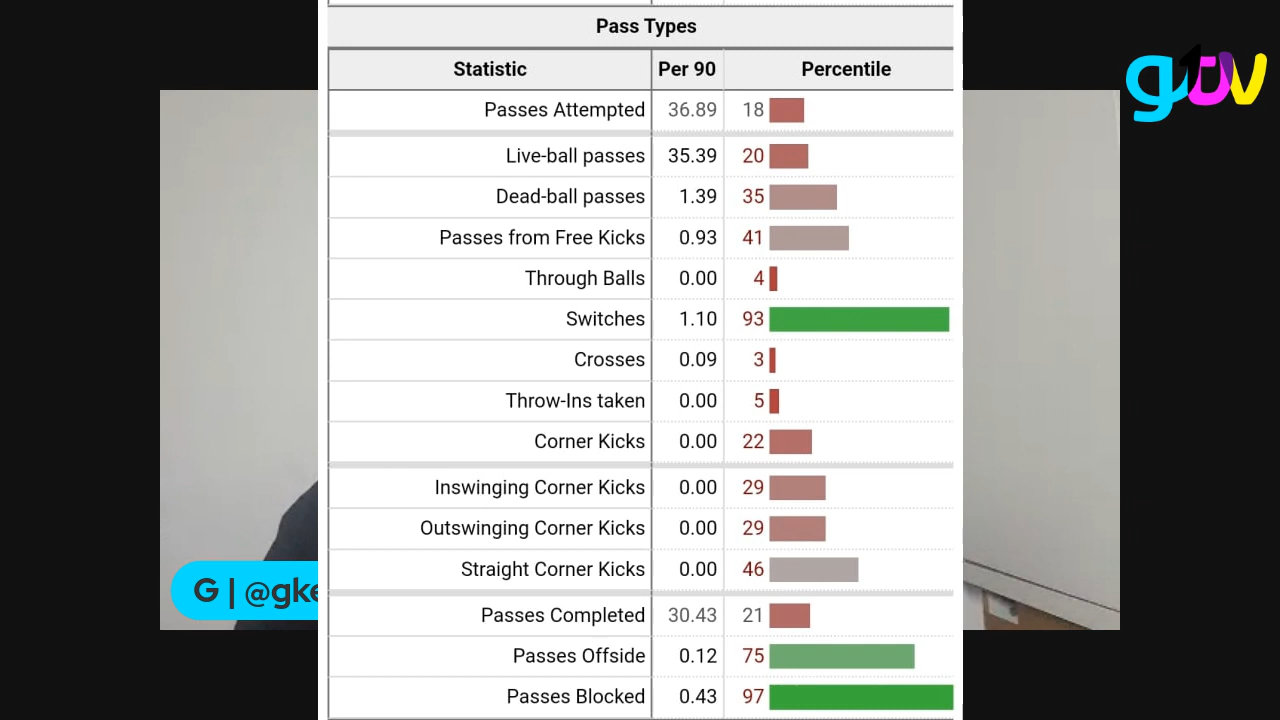 Pass Types
Statistic Per 90 Percentile
Passes Attempted 36.89 18
Live-ball passes 35.39 20
Dead-ball passes 1.39 35
Passes from Free Kicks 0.93 41
Through Balls 0.00 4
Switches 1.10 93
Crosses 0.09 3
Throw-Ins taken 0.00 5
Corner Kicks 0.00 22
Inswinging Corner Kicks 0.00 29
Outswinging Corner Kicks 0.00 29
Straight Corner Kicks 0.00 46
Passes Completed 30.43 21
Passes Offside 0.12 75
Passes Blocked 0.43 97
G | @gke